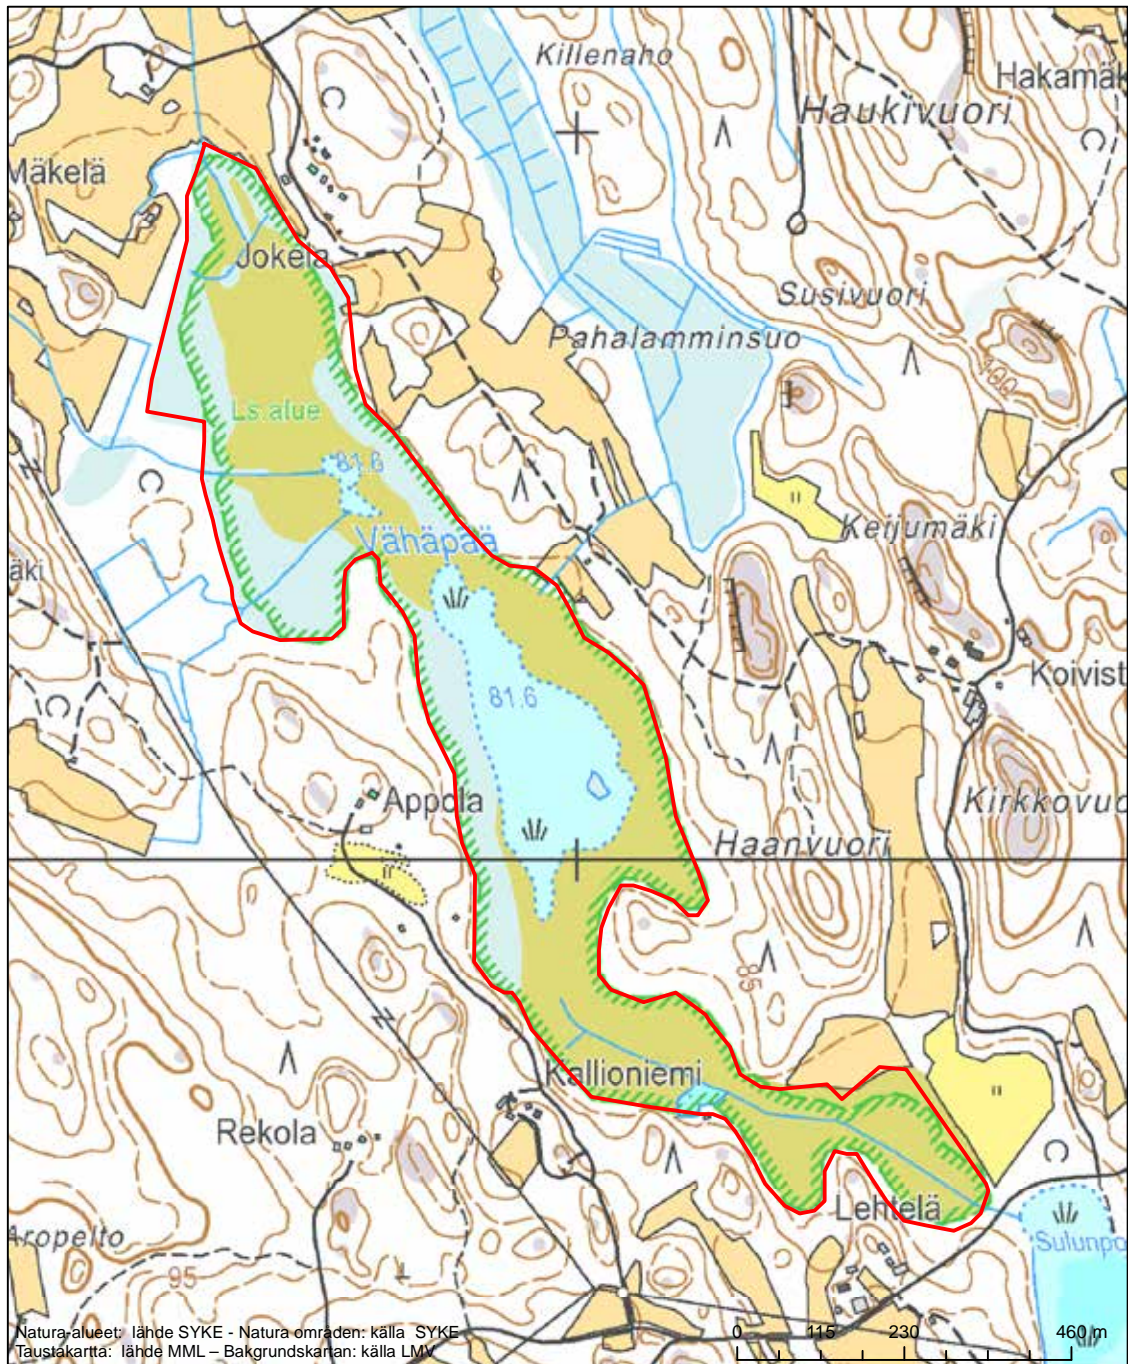 Killenaho
Hakamäk
Haukivuori
Mäkelä
Jokela
Susivuori
Pahalamminsuo
100
Ls.alue
81.6
Keijumäki
Vähäpää
äki
Koivist
81.6
Appola
Kirkkovuo
Haanvuori
85
Kallioniemi
Rekola
Lehtelä
Aropelto
Sulunpo
95
Natura-alueet: lähde SYKE - Natura områden: källa SYKE
Taustakartta: lähde MML – Bakgrundskartan: källa LMV
0 115 230 460 m